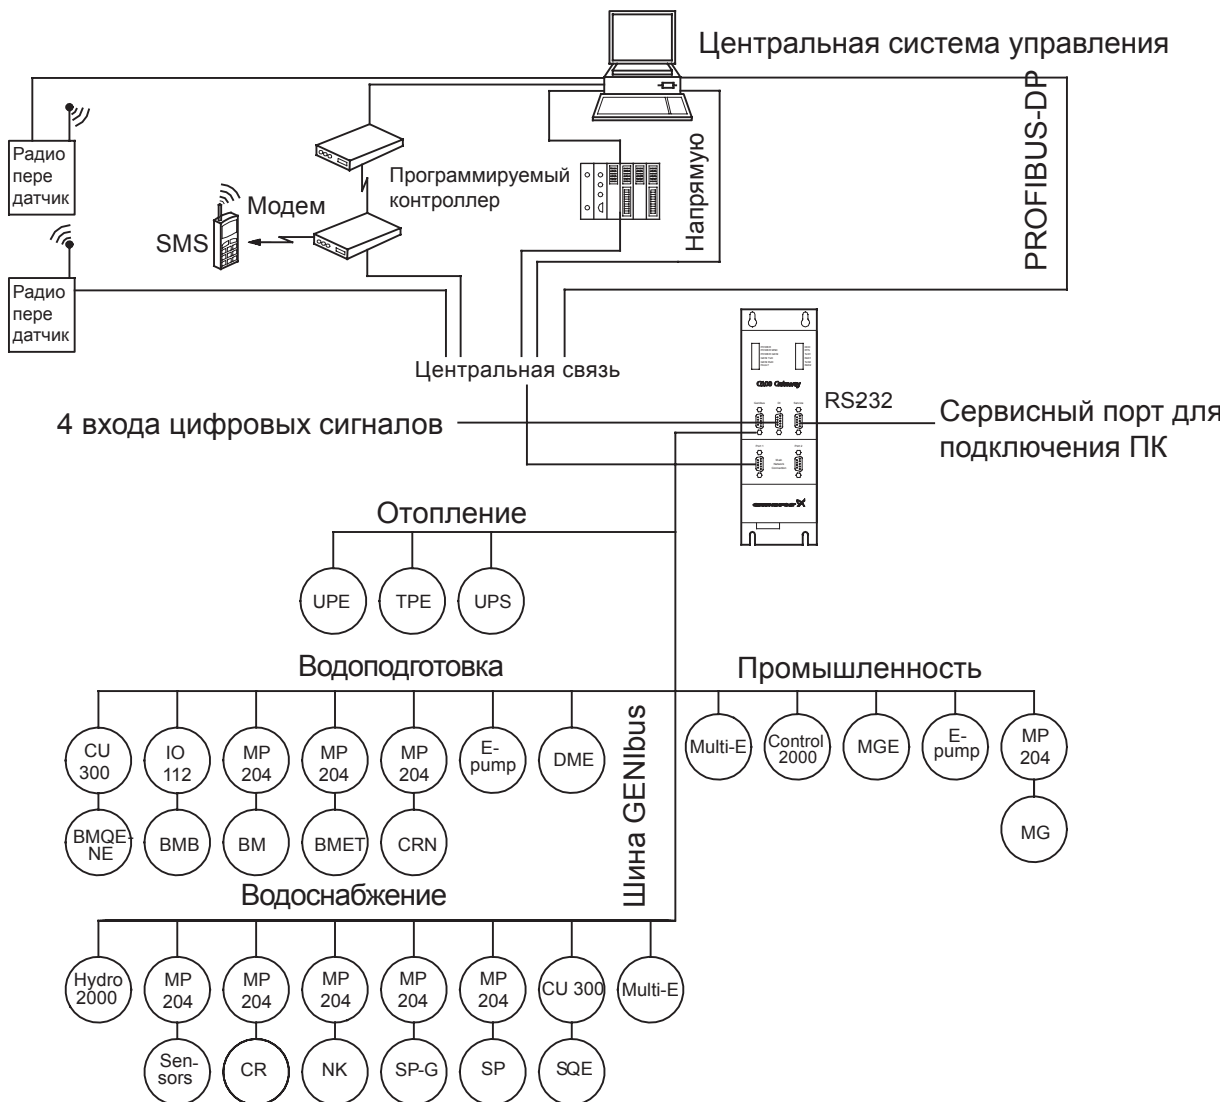 Центральная система управления
PROFIBUS-DP
Напрямую
Радио
пере
датчик
Программируемый
контроллер
Модем
SMS
Радио
пере
датчик
Центральная связь
RS232
4 входа цифровых сигналов
Сервисный порт для
подключения ПК
G100 Gateway
Отопление
UPE
TPE
UPS
Водоподготовка
Промышленность
Шина GENIbus
CU
300
IO
112
MP
204
MP
204
MP
204
E-
pump
DME
BMQE-
NE
BMB
BM
BMET
CRN
Multi-E
Control
2000
MGE
E-
pump
MP
204
MG
Водоснабжение
Hydro
2000
MP
204
MP
204
MP
204
MP
204
MP
204
CU 300
Multi-E
Sen-
sors
CR
NK
SP-G
SP
SQE